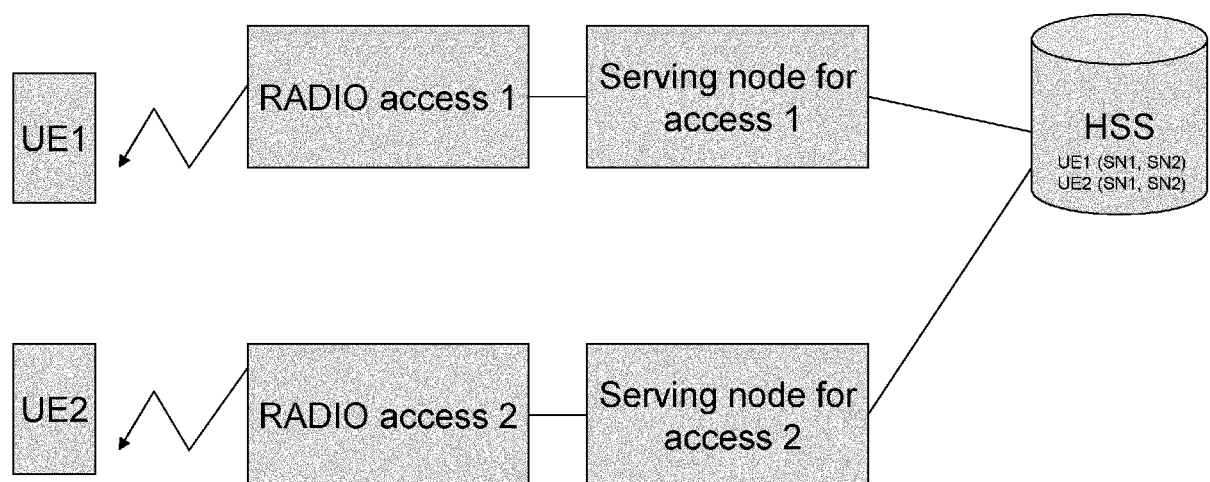 UE1
RADIO access 1
Serving node for
access 1
HSS
UE1 (SN1, SN2)
UE2 (SN1, SN2)
UE2
RADIO access 2
Serving node for
access 2